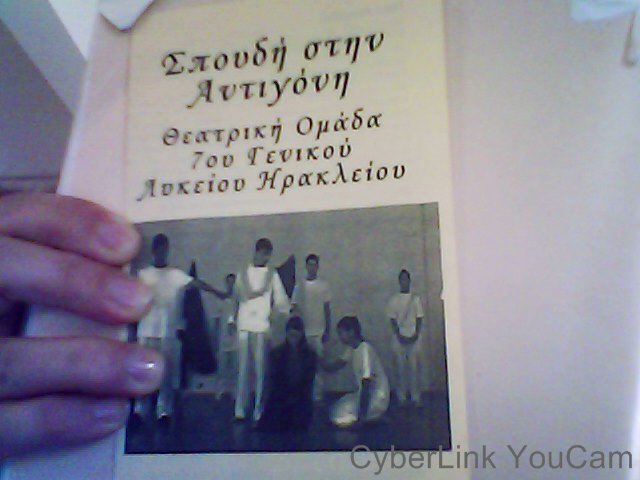 Σπουδή στην
Αντιγόνη
Θεατρική Ομάδα
7ου Γενικού
Λυκείου Ηρακλείου
CyberLink YouCam